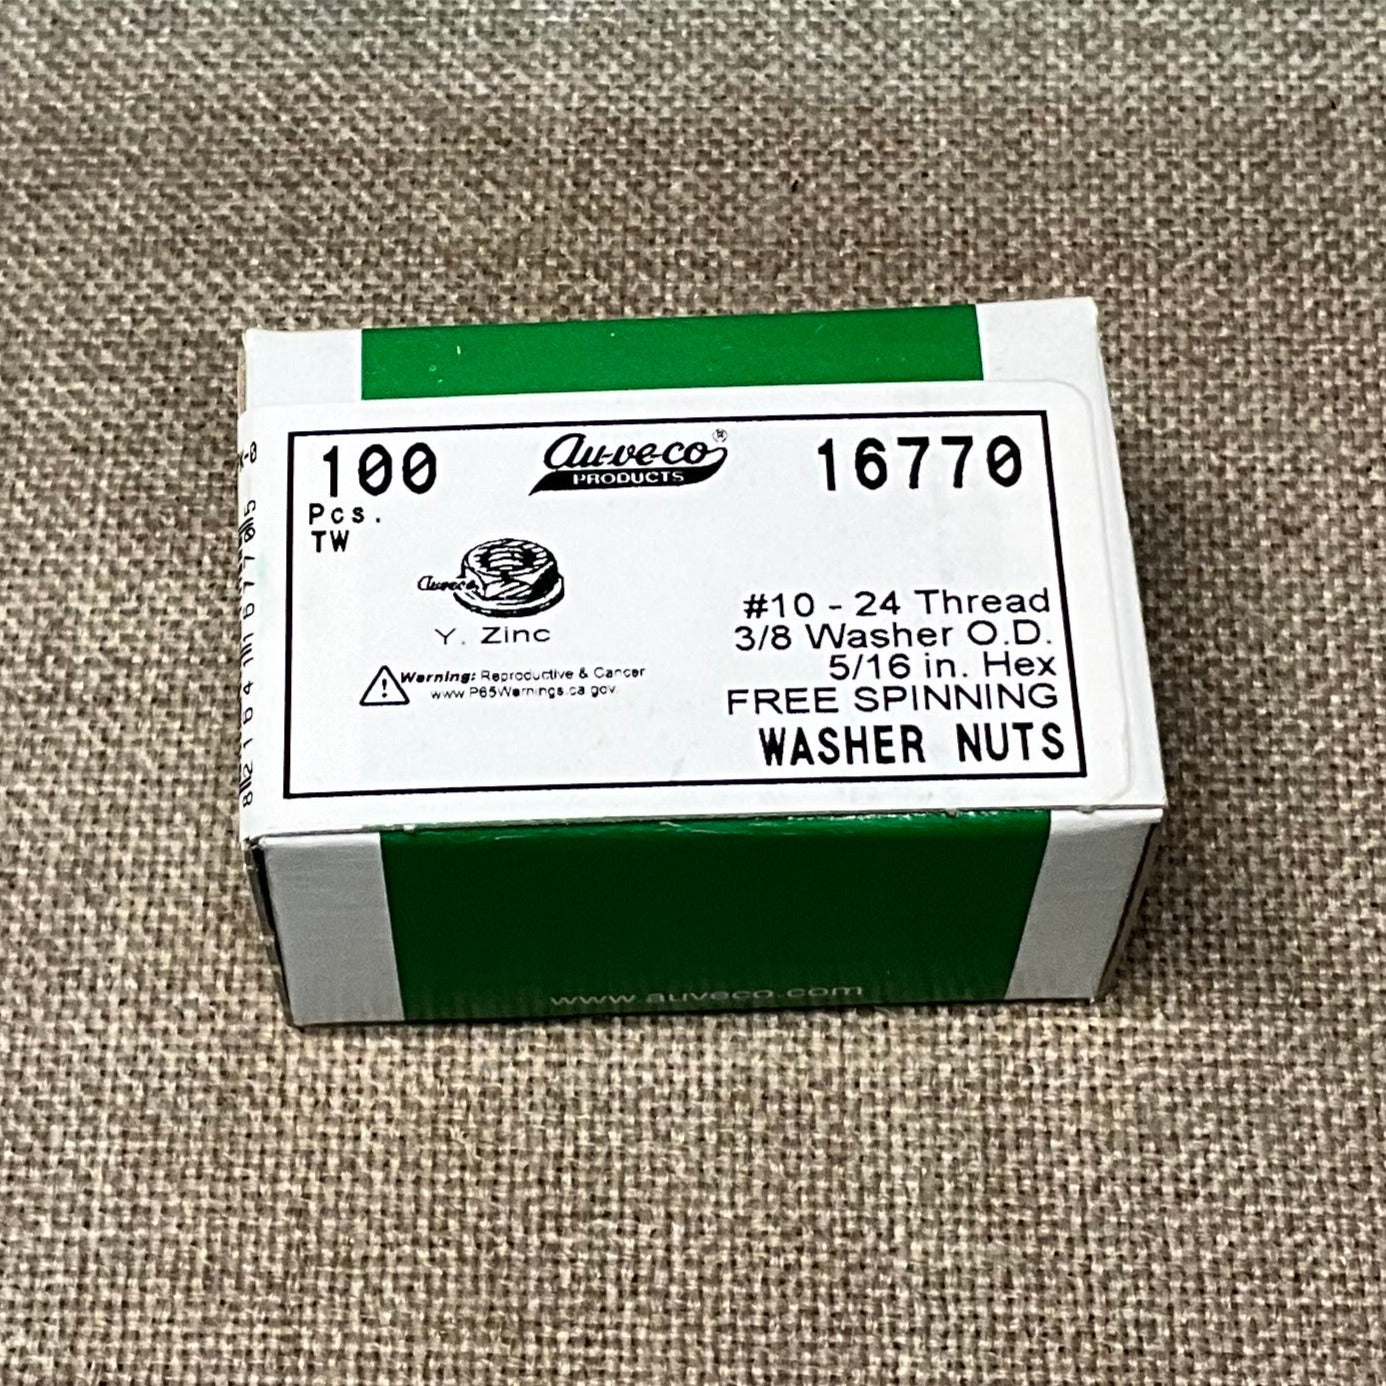 100
Pcs.
TW
Au-ve-co®
PRODUCTS
16770
Auveco
Y. Zinc
Warning: Reproductive & Cancer
www.P65Warnings.ca.gov
#10 - 24 Thread
3/8 Washer O.D.
5/16 in. Hex
FREE SPINNING
WASHER NUTS
www.auveco.com